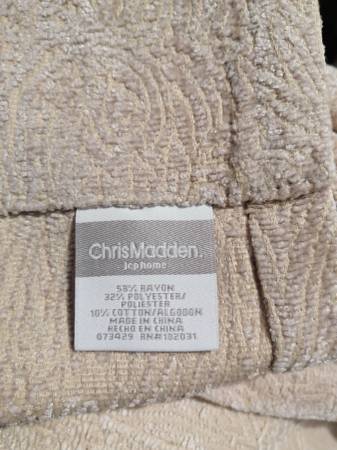 ChrisMadden.
jcp home
58% RAYON
32% POLYESTER/
POLIESTER
10% COTTON/ALGODON
MADE IN CHINA
HECHO EN CHINA
073429 RN#102031